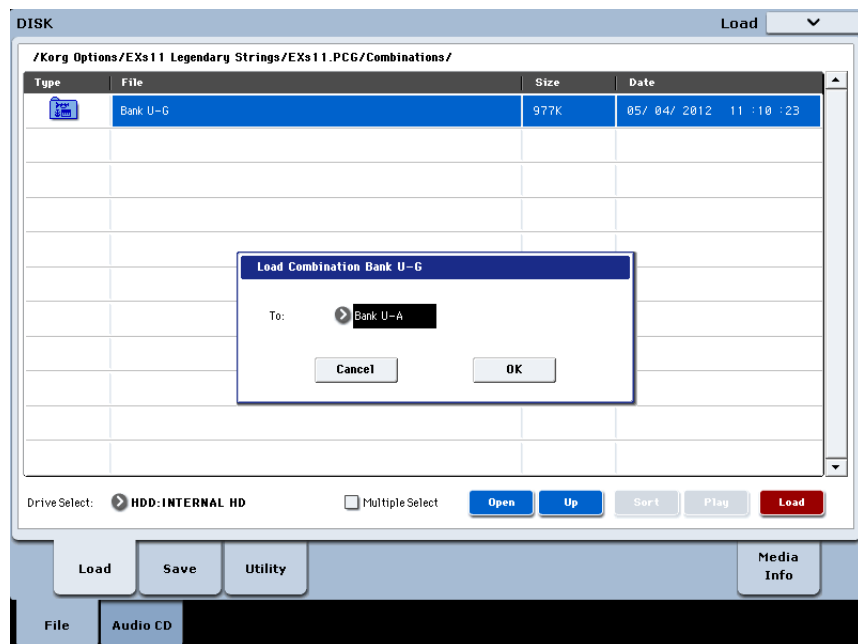 DISK Load
/Korg Options/EXs11 Legendary Strings/EXs11.PCG/Combinations/
Type File Size Date
Bank U-G 977K 05/ 04/ 2012 11 :10 :23
Load Combination Bank U-G
To: Bank U-A
Cancel OK
Drive Select: HDD:INTERNAL HD Multiple Select Open Up Sort Play Load
Load Save Utility Media Info
File Audio CD